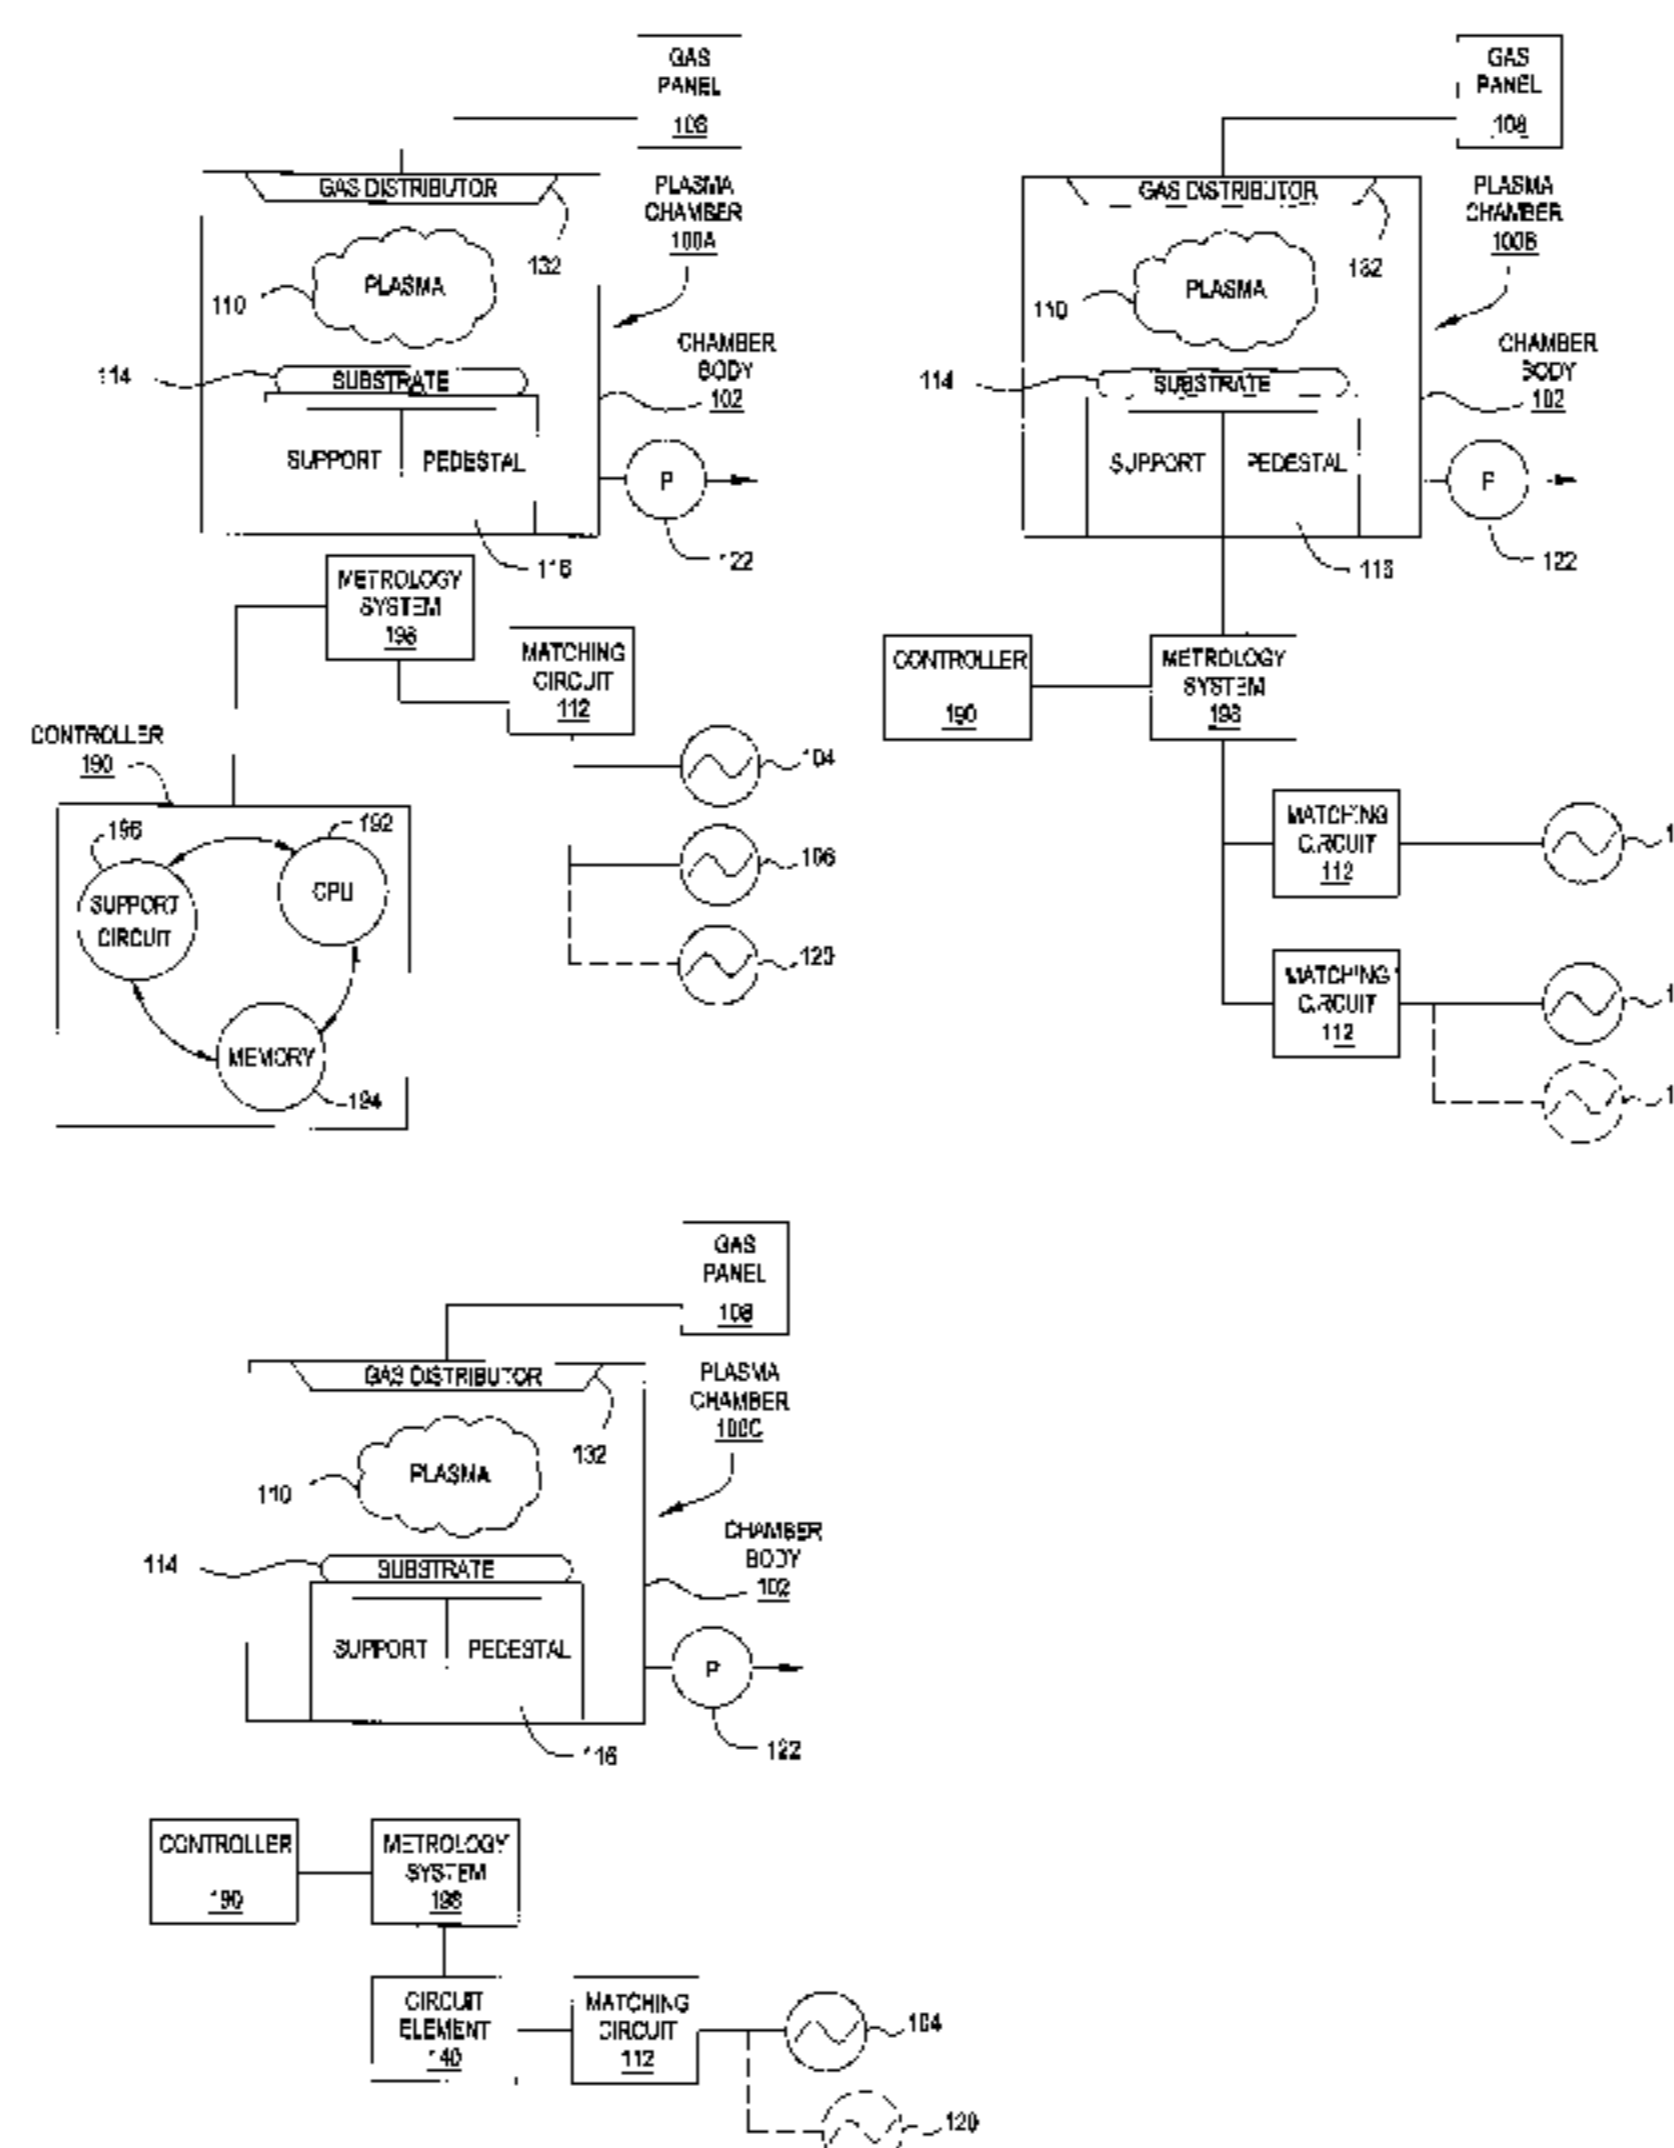 GAS
PANEL
108
GAS DISTRIBUTOR
PLASMA
CHAMBER
100A
132
PLASMA
110
CHAMBER
BODY
102
114
SUBSTRATE
SUPPORT
PEDESTAL
P
122
116
METROLOGY
SYSTEM
198
MATCHING
CIRCUIT
112
CONTROLLER
190
104
106
120
196
192
SUPPORT
CIRCUIT
CPU
MEMORY
194
GAS
PANEL
108
GAS DISTRIBUTOR
PLASMA
CHAMBER
100B
132
PLASMA
110
CHAMBER
BODY
102
114
SUBSTRATE
SUPPORT
PEDESTAL
P
122
116
CONTROLLER
190
METROLOGY
SYSTEM
198
MATCHING
CIRCUIT
112
1
MATCHING
CIRCUIT
112
1
1
GAS
PANEL
108
GAS DISTRIBUTOR
PLASMA
CHAMBER
100C
132
PLASMA
110
CHAMBER
BODY
102
114
SUBSTRATE
SUPPORT
PEDESTAL
P
122
116
CONTROLLER
190
METROLOGY
SYSTEM
198
CIRCUIT
ELEMENT
140
MATCHING
CIRCUIT
112
104
120